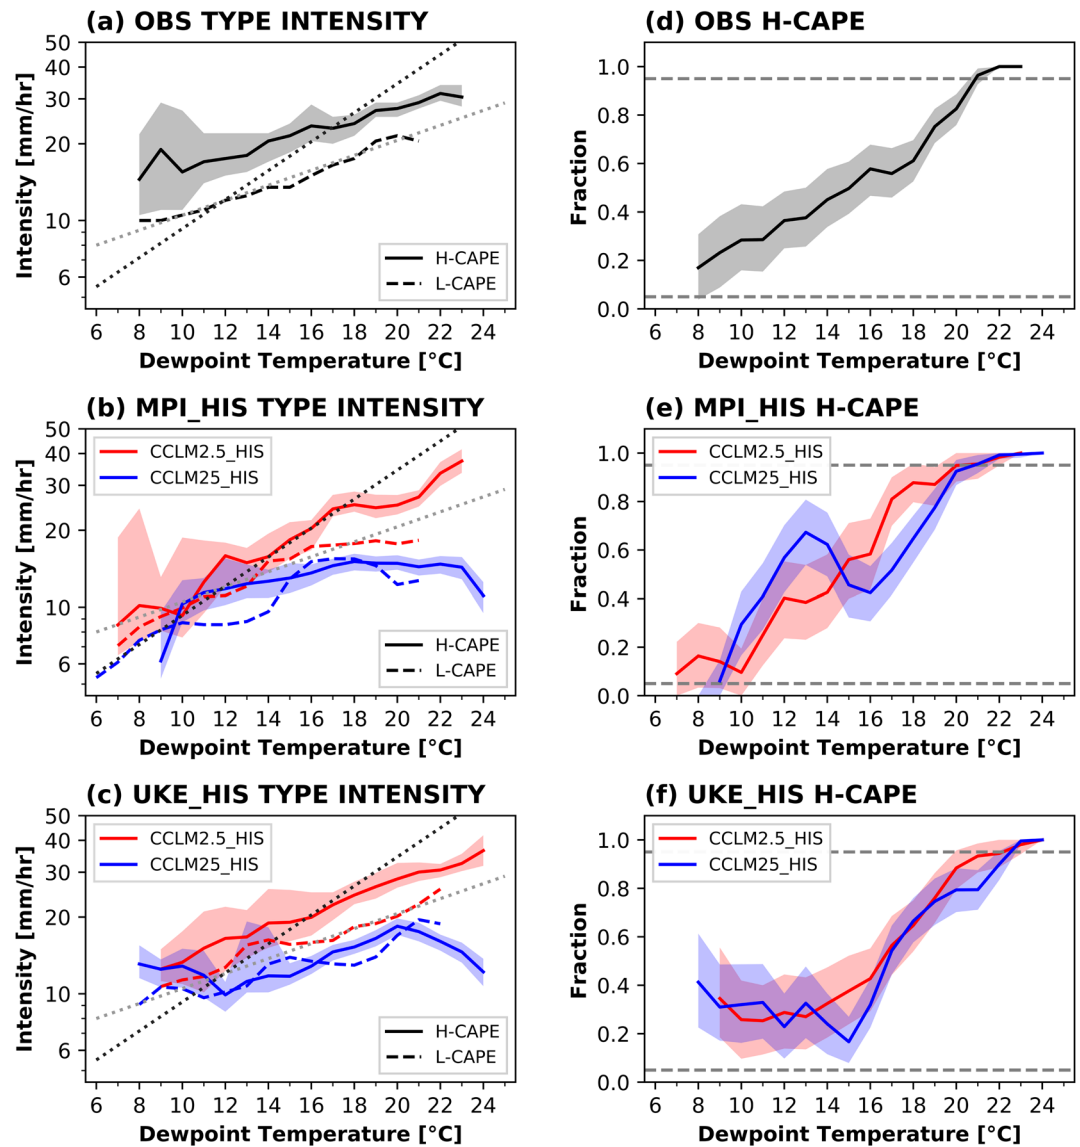 (a) OBS TYPE INTENSITY
Intensity [mm/hr]
50
40
30
20
10
6
H-CAPE
L-CAPE
6 8 10 12 14 16 18 20 22 24
Dewpoint Temperature [°C]
(d) OBS H-CAPE
Fraction
1.0
0.8
0.6
0.4
0.2
0.0
6 8 10 12 14 16 18 20 22 24
Dewpoint Temperature [°C]
(b) MPI_HIS TYPE INTENSITY
Intensity [mm/hr]
50
40
30
20
10
6
CCLM2.5_HIS
CCLM25_HIS
H-CAPE
L-CAPE
6 8 10 12 14 16 18 20 22 24
Dewpoint Temperature [°C]
(e) MPI_HIS H-CAPE
Fraction
1.0
0.8
0.6
0.4
0.2
0.0
CCLM2.5_HIS
CCLM25_HIS
6 8 10 12 14 16 18 20 22 24
Dewpoint Temperature [°C]
(c) UKE_HIS TYPE INTENSITY
Intensity [mm/hr]
50
40
30
20
10
6
CCLM2.5_HIS
CCLM25_HIS
H-CAPE
L-CAPE
6 8 10 12 14 16 18 20 22 24
Dewpoint Temperature [°C]
(f) UKE_HIS H-CAPE
Fraction
1.0
0.8
0.6
0.4
0.2
0.0
CCLM2.5_HIS
CCLM25_HIS
6 8 10 12 14 16 18 20 22 24
Dewpoint Temperature [°C]